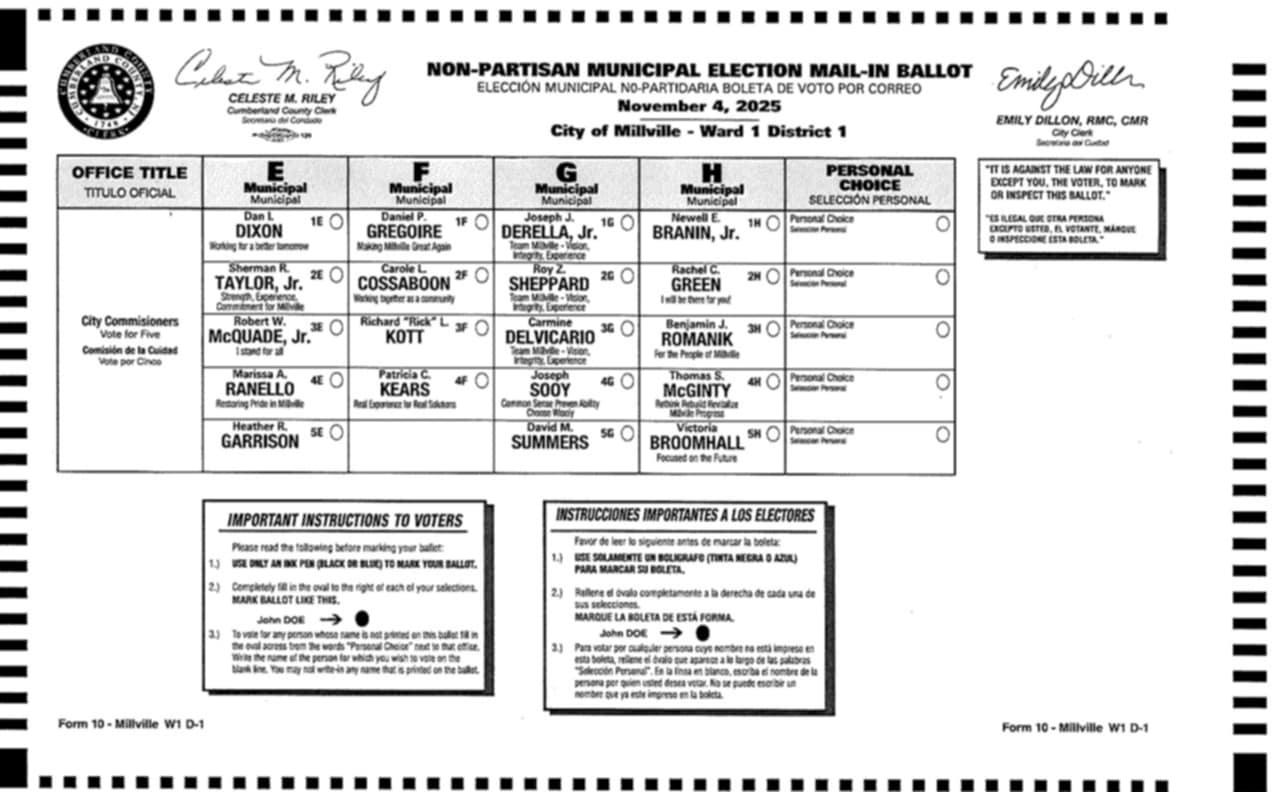 CUMBERLAND COUNTY
CUMBERLAND COUNTY
1748
CLERK
Celeste M. Riley
CELESTE M. RILEY
Cumberland County Clerk
Secretaria del Condado
NON-PARTISAN MUNICIPAL ELECTION MAIL-IN BALLOT
ELECCIÓN MUNICIPAL N0-PARTIDARIA BOLETA DE VOTO POR CORREO
November 4, 2025
City of Millville - Ward 1 District 1
Emily Dillon
EMILY DILLON, RMC, CMR
City Clerk
Secretaria del Cuidad
OFFICE TITLE
TITULO OFICIAL
E
Municipal
Municipal
F
Municipal
Municipal
G
Municipal
Municipal
H
Municipal
Municipal
PERSONAL
CHOICE
SELECCIÓN PERSONAL
City Commisioners
Vote for Five
Comisión de la Cuidad
Vote por Cinco
Dan I.
DIXON 1E
Working for a better tomorrow
Daniel P.
GREGOIRE 1F
Making Millville Great Again
Joseph J.
DERELLA, Jr. 1G
Team Millville - Vision,
Integrity, Experience
Newell E.
BRANIN, Jr. 1H
Personal Choice
Selección Personal
Sherman R.
TAYLOR, Jr. 2E
Strength, Experience,
Commitment for Millville
Carole L.
COSSABOON 2F
Working together as a community
Roy Z.
SHEPPARD 2G
Team Millville - Vision,
Integrity, Experience
Rachel C.
GREEN 2H
I will be there for you!
Personal Choice
Selección Personal
Robert W.
McQUADE, Jr. 3E
I stand for all
Richard "Rick" L.
KOTT 3F
Carmine
DELVICARIO 3G
Team Millville - Vision,
Integrity, Experience
Benjamin J.
ROMANIK 3H
For the People of Millville
Personal Choice
Selección Personal
Marissa A.
RANELLO 4E
Restoring Pride in Millville
Patricia C.
KEARS 4F
Real Experience for Real Solutions
Joseph
SOOY 4G
Common Sense Proven Ability
Choose Wisely
Thomas S.
McGINTY 4H
Rethink Rebuild Revitalize
Millville Progress
Personal Choice
Selección Personal
Heather R.
GARRISON 5E
David M.
SUMMERS 5G
Victoria
BROOMHALL 5H
Focused on the Future
Personal Choice
Selección Personal
"IT IS AGAINST THE LAW FOR ANYONE
EXCEPT YOU, THE VOTER, TO MARK
OR INSPECT THIS BALLOT."
"ES ILEGAL QUE OTRA PERSONA
EXCEPTO USTED, EL VOTANTE, MÁRQUE
O INSPECCIONE ESTA BOLETA."
IMPORTANT INSTRUCTIONS TO VOTERS
Please read the following before marking your ballot:
1.) USE ONLY AN INK PEN (BLACK OR BLUE) TO MARK YOUR BALLOT.
2.) Completely fill in the oval to the right of each of your selections.
MARK BALLOT LIKE THIS.
John DOE
3.) To vote for any person whose name is not printed on this ballot fill in
the oval across from the words "Personal Choice" next to that office.
Write the name of the person for which you wish to vote on the
blank line. You may not write-in any name that is printed on the ballot.
INSTRUCCIONES IMPORTANTES A LOS ELECTORES
Favor de leer lo siguiente antes de marcar la boleta:
1.) USE SOLAMENTE UN BOLIGRAFO (TINTA NEGRA O AZUL)
PARA MARCAR SU BOLETA.
2.) Rellene el óvalo completamente a la derecha de cada una de
sus selecciones.
MARQUE LA BOLETA DE ESTÁ FORMA.
John DOE
3.) Para votar por cualquier persona cuyo nombre no está impreso en
esta boleta, rellene el óvalo que aparece a lo largo de las palabras
"Selección Personal". En la línea en blanco, escriba el nombre de la
persona por quien usted desea votar. No se puede escribir un
nombre que ya este impreso en la boleta.
Form 10 - Millville W1 D-1
Form 10 - Millville W1 D-1